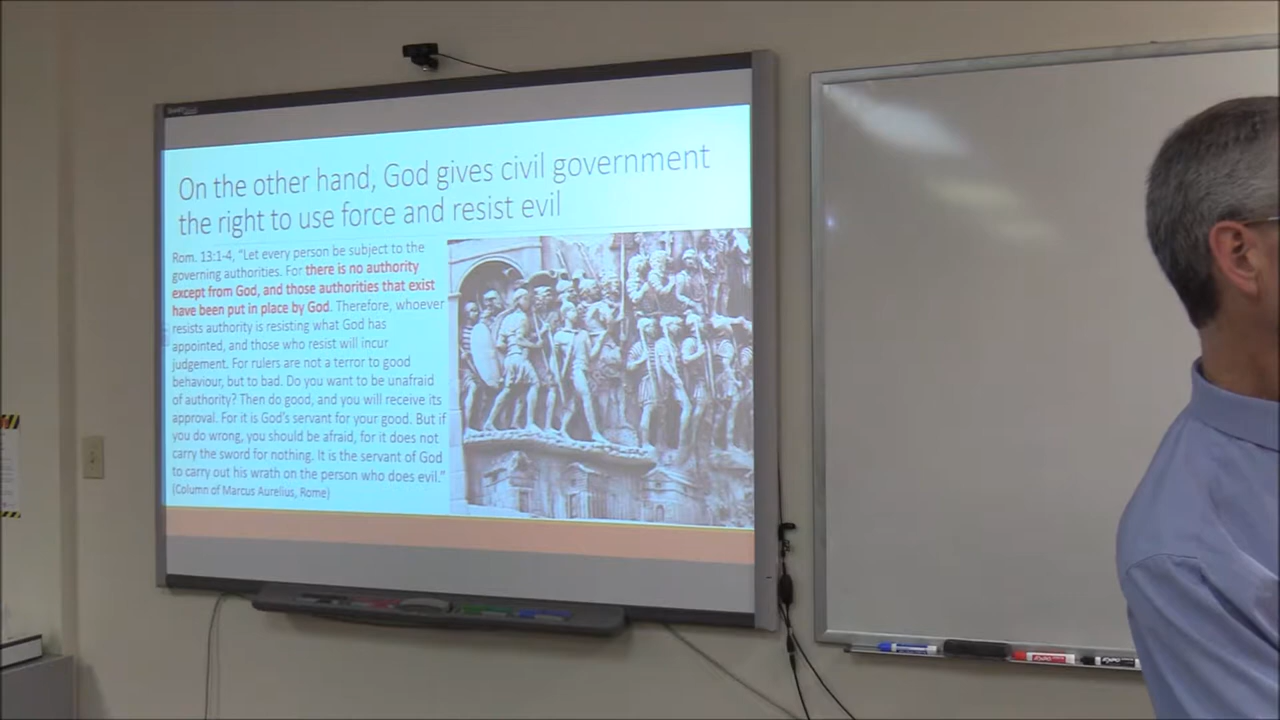 On the other hand, God gives civil government
the right to use force and resist evil
Rom. 13:1-4, “Let every person be subject to the
governing authorities. For there is no authority
except from God, and those authorities that exist
have been put in place by God. Therefore, whoever
resists authority is resisting what God has
appointed, and those who resist will incur
judgement. For rulers are not a terror to good
behaviour, but to bad. Do you want to be unafraid
of authority? Then do good, and you will receive its
approval. For it is God’s servant for your good. But if
you do wrong, you should be afraid, for it does not
carry the sword for nothing. It is the servant of God
to carry out his wrath on the person who does evil.”
(Column of Marcus Aurelius, Rome)